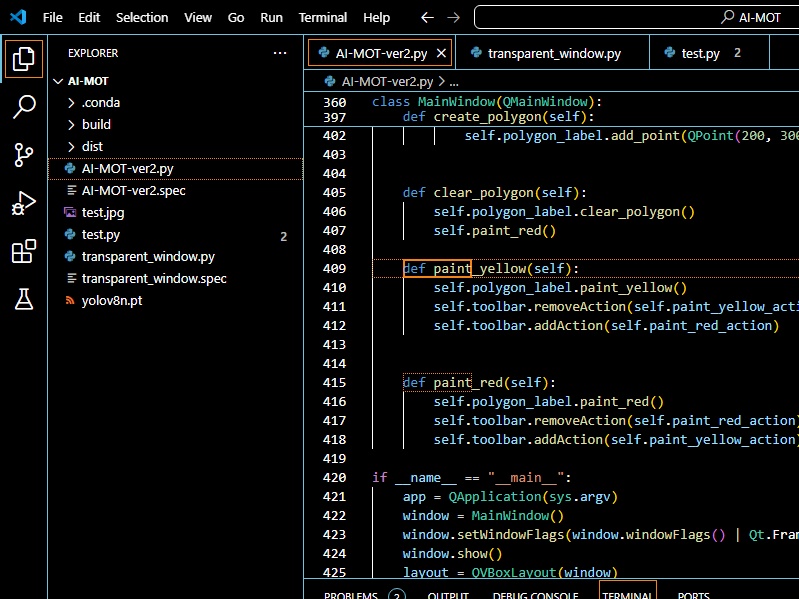 File Edit Selection View Go Run Terminal Help ← → AI-MOT
EXPLORER ···
AI-MOT
.conda
build
dist
AI-MOT-ver2.py
AI-MOT-ver2.spec
test.jpg
test.py 2
transparent_window.py
transparent_window.spec
yolov8n.pt
AI-MOT-ver2.py × transparent_window.py test.py 2
AI-MOT-ver2.py > ...
360 class MainWindow(QMainWindow):
397 def create_polygon(self):
402 self.polygon_label.add_point(QPoint(200, 300
403
404
405 def clear_polygon(self):
406 self.polygon_label.clear_polygon()
407 self.paint_red()
408
409 def paint_yellow(self):
410 self.polygon_label.paint_yellow()
411 self.toolbar.removeAction(self.paint_yellow_acti
412 self.toolbar.addAction(self.paint_red_action)
413
414
415 def paint_red(self):
416 self.polygon_label.paint_red()
417 self.toolbar.removeAction(self.paint_red_action)
418 self.toolbar.addAction(self.paint_yellow_action)
419
420 if __name__ == "__main__":
421 app = QApplication(sys.argv)
422 window = MainWindow()
423 window.setWindowFlags(window.windowFlags() | Qt.Fram
424 window.show()
425 layout = QVBoxLayout(window)
PROBLEMS 2 OUTPUT DEBUG CONSOLE TERMINAL PORTS